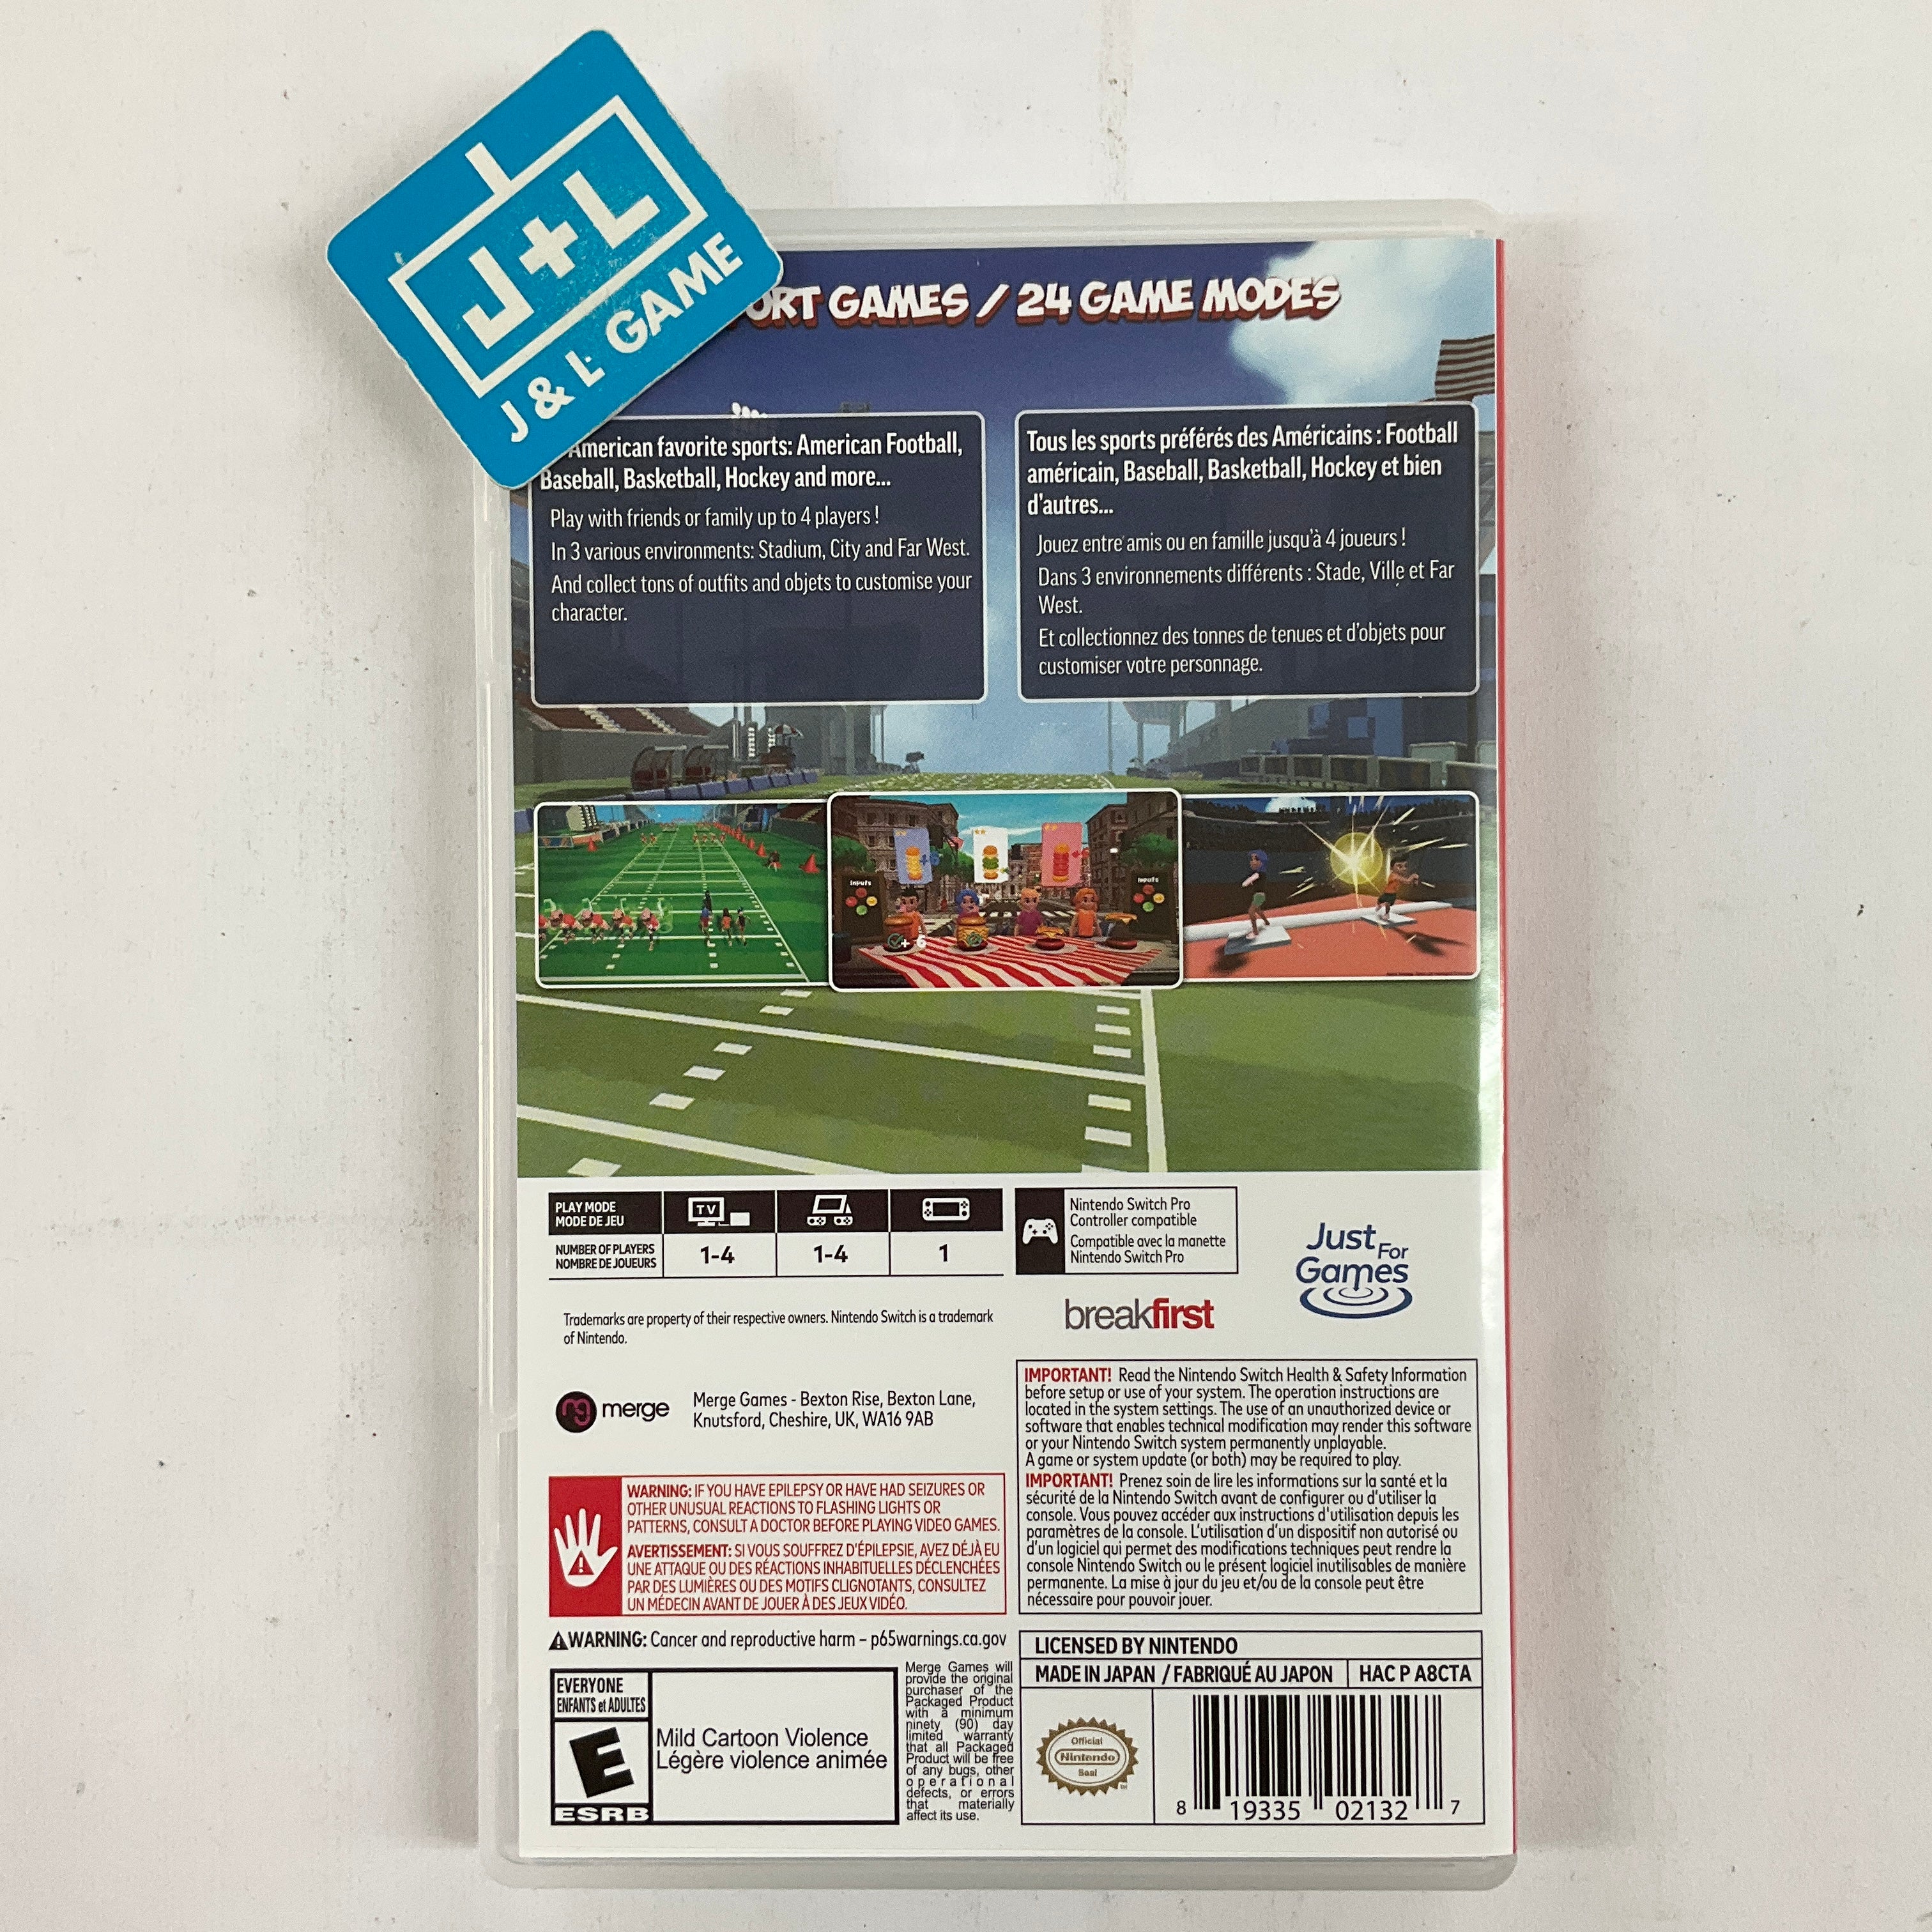 J+L
J & L GAME
ORT GAMES / 24 GAME MODES
American favorite sports: American Football,
Baseball, Basketball, Hockey and more...
Play with friends or family up to 4 players !
In 3 various environments: Stadium, City and Far West.
And collect tons of outfits and objets to customise your
character.
Tous les sports préférés des Américains : Football
américain, Baseball, Basketball, Hockey et bien
d'autres...
Jouez entre amis ou en famille jusqu'à 4 joueurs !
Dans 3 environnements différents : Stade, Ville et Far
West.
Et collectionnez des tonnes de tenues et d'objets pour
customiser votre personnage.
Inputs
Inputs
+6
PLAY MODE
MODE DE JEU
TV
NUMBER OF PLAYERS
NOMBRE DE JOUEURS
1-4
1-4
1
Nintendo Switch Pro
Controller compatible
Compatible avec la manette
Nintendo Switch Pro
Just For
Games
breakfirst
Trademarks are property of their respective owners. Nintendo Switch is a trademark
of Nintendo.
merge
Merge Games - Bexton Rise, Bexton Lane,
Knutsford, Cheshire, UK, WA16 9AB
WARNING: IF YOU HAVE EPILEPSY OR HAVE HAD SEIZURES OR
OTHER UNUSUAL REACTIONS TO FLASHING LIGHTS OR
PATTERNS, CONSULT A DOCTOR BEFORE PLAYING VIDEO GAMES.
AVERTISSEMENT: SI VOUS SOUFFREZ D'ÉPILEPSIE, AVEZ DÉJÀ EU
UNE ATTAQUE OU DES RÉACTIONS INHABITUELLES DÉCLENCHÉES
PAR DES LUMIÈRES OU DES MOTIFS CLIGNOTANTS, CONSULTEZ
UN MÉDECIN AVANT DE JOUER À DES JEUX VIDÉO.
IMPORTANT! Read the Nintendo Switch Health & Safety Information
before setup or use of your system. The operation instructions are
located in the system settings. The use of an unauthorized device or
software that enables technical modification may render this software
or your Nintendo Switch system permanently unplayable.
A game or system update (or both) may be required to play.
IMPORTANT! Prenez soin de lire les informations sur la santé et la
sécurité de la Nintendo Switch avant de configurer ou d'utiliser la
console. Vous pouvez accéder aux instructions d'utilisation depuis les
paramètres de la console. L'utilisation d'un dispositif non autorisé ou
d'un logiciel qui permet des modifications techniques peut rendre la
console Nintendo Switch ou le présent logiciel inutilisables de manière
permanente. La mise à jour du jeu et/ou de la console peut être
nécessaire pour pouvoir jouer.
WARNING: Cancer and reproductive harm – p65warnings.ca.gov
EVERYONE
ENFANTS et ADULTES
E
ESRB
Mild Cartoon Violence
Légère violence animée
Merge Games will
provide the original
purchaser of the
Packaged Product
with a minimum
ninety (90) day
limited warranty
that all Packaged
Product will be free
of any bugs, other
operational
defects, or errors
that materially
affect its use.
LICENSED BY NINTENDO
MADE IN JAPAN / FABRIQUÉ AU JAPON
HAC P A8CTA
Official
Nintendo
Seal
8 19335 02132 7